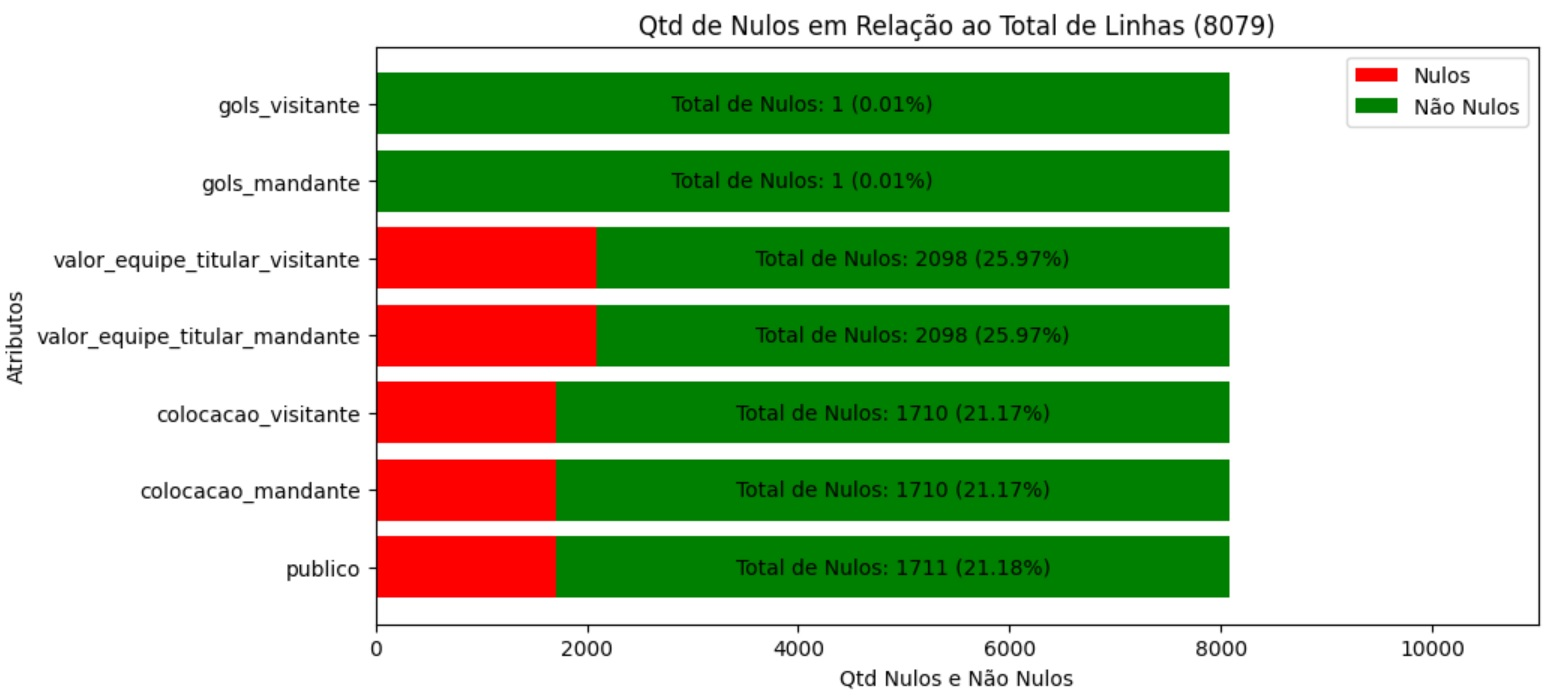 Qtd de Nulos em Relação ao Total de Linhas (8079)
Nulos
Não Nulos
gols_visitante
Total de Nulos: 1 (0.01%)
gols_mandante
Total de Nulos: 1 (0.01%)
valor_equipe_titular_visitante
Total de Nulos: 2098 (25.97%)
valor_equipe_titular_mandante
Total de Nulos: 2098 (25.97%)
colocacao_visitante
Total de Nulos: 1710 (21.17%)
colocacao_mandante
Total de Nulos: 1710 (21.17%)
publico
Total de Nulos: 1711 (21.18%)
Atributos
0 2000 4000 6000 8000 10000
Qtd Nulos e Não Nulos